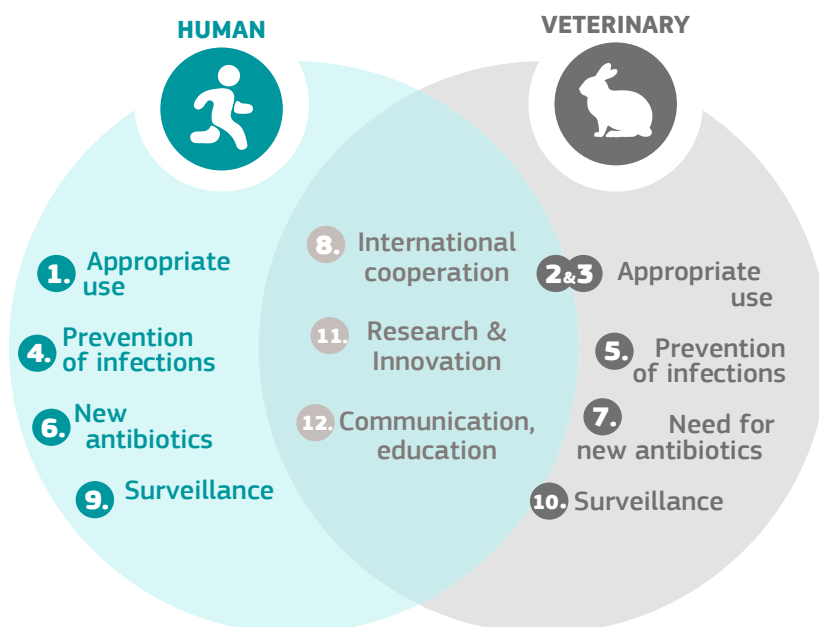 HUMAN
VETERINARY
1. Appropriate
use
4. Prevention
of infections
6. New
antibiotics
9. Surveillance
8. International
cooperation
11. Research &
Innovation
12. Communication,
education
2&3 Appropriate
use
5. Prevention
of infections
7. Need for
new antibiotics
10. Surveillance